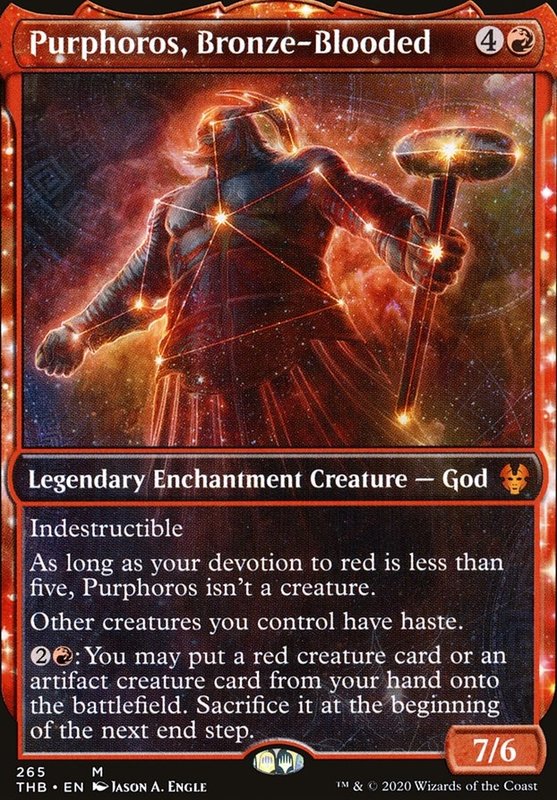 Purphoros, Bronze-Blooded 4
Legendary Enchantment Creature — God
Indestructible
As long as your devotion to red is less than
five, Purphoros isn't a creature.
Other creatures you control have haste.
2: You may put a red creature card or an
artifact creature card from your hand onto
the battlefield. Sacrifice it at the beginning
of the next end step.
7/6
265 M
THB • EN Jason A. Engle
™ & © 2020 Wizards of the Coast